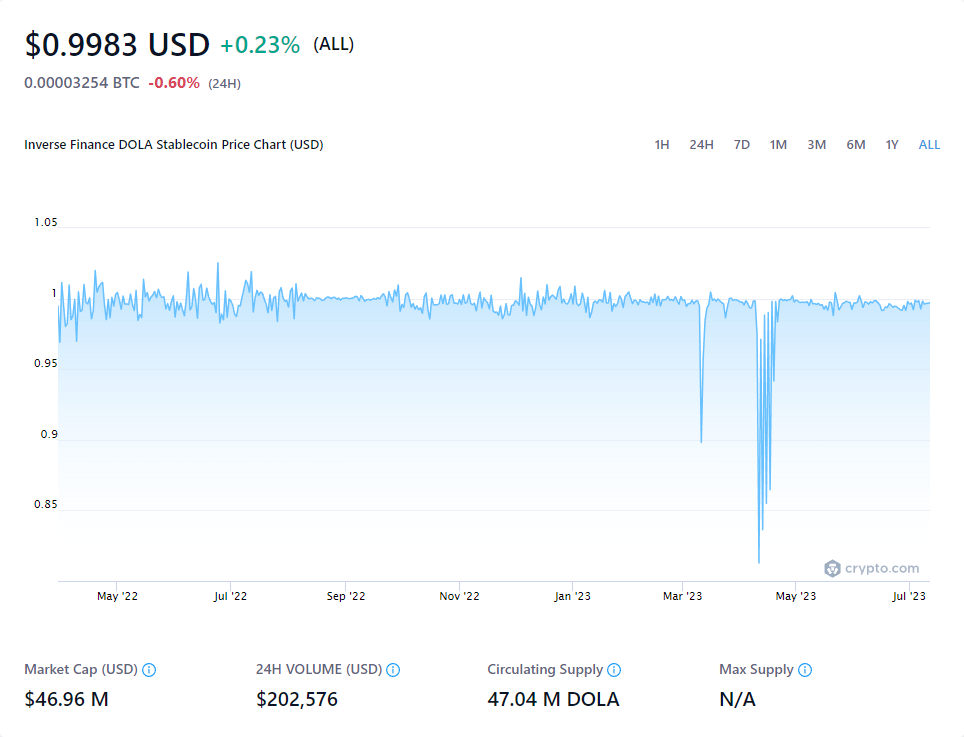 $0.9983 USD +0.23% (ALL)
0.00003254 BTC -0.60% (24H)
Inverse Finance DOLA Stablecoin Price Chart (USD) 1H 24H 7D 1M 3M 6M 1Y ALL
1.05
1
0.95
0.9
0.85
crypto.com
May '22 Jul '22 Sep '22 Nov '22 Jan '23 Mar '23 May '23 Jul '23
Market Cap (USD) 24H VOLUME (USD) Circulating Supply Max Supply
$46.96 M $202,576 47.04 M DOLA N/A